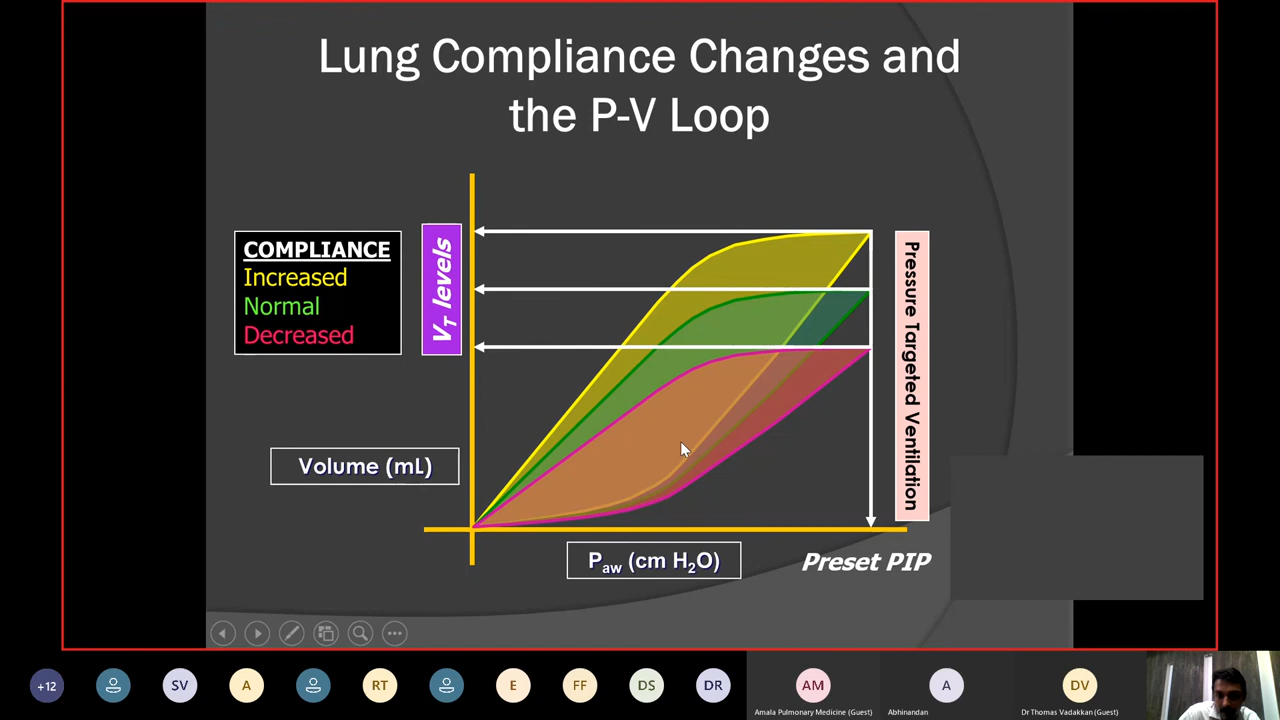 Lung Compliance Changes and
the P-V Loop
COMPLIANCE
Increased
Normal
Decreased
VT levels
Pressure Targeted Ventilation
Volume (mL)
Paw (cm H2O)
Preset PIP
+12
SV
A
RT
E
FF
DS
DR
AM
A
DV
Amala Pulmonary Medicine (Guest)
Abhinandan
Dr Thomas Vadakkan (Guest)